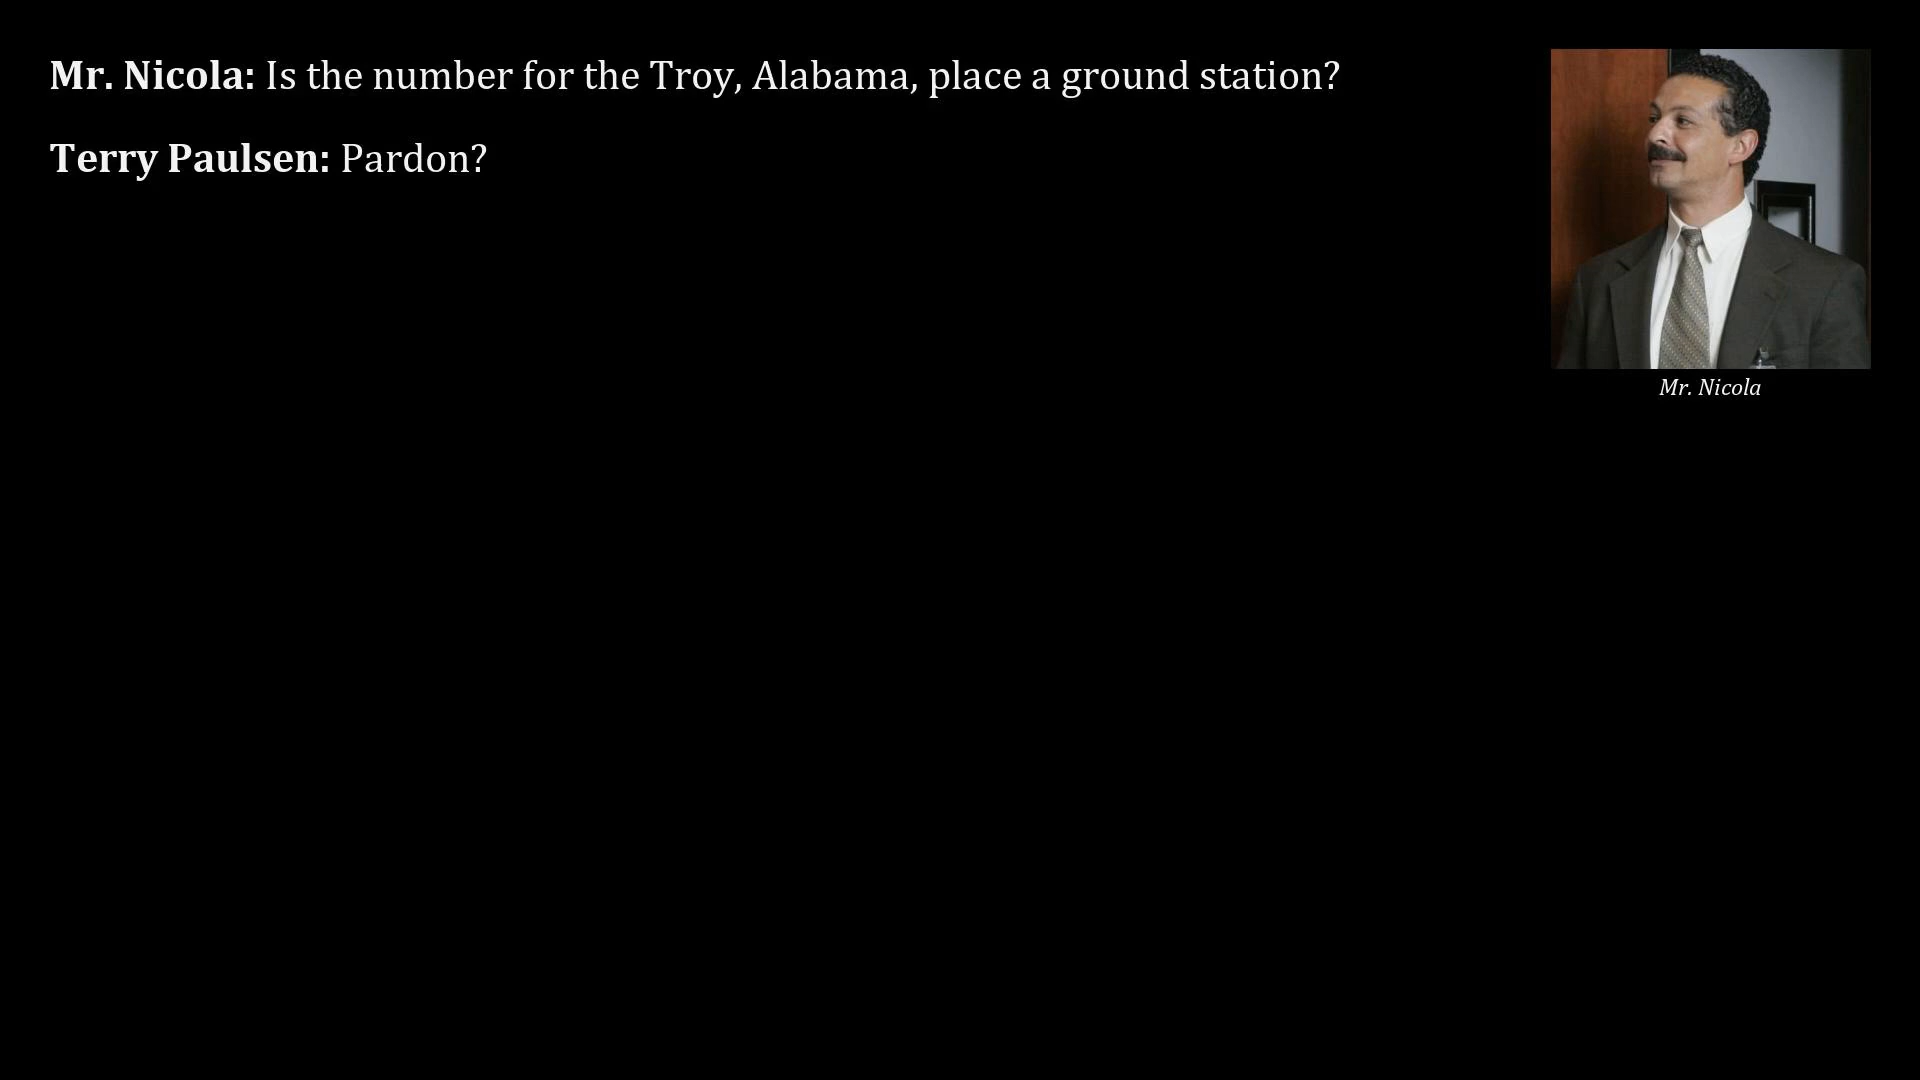 Mr. Nicola: Is the number for the Troy, Alabama, place a ground station?
Terry Paulsen: Pardon?
Mr. Nicola